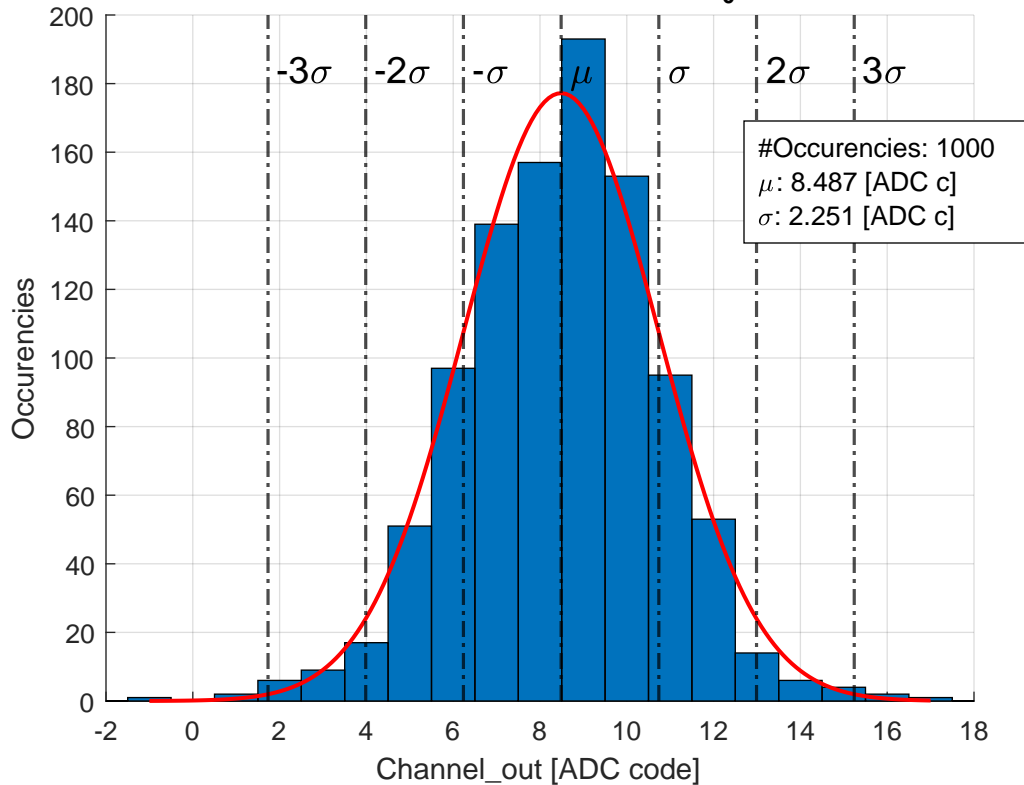 200
180
160
140
120
100
80
60
40
20
0
-3σ -2σ -σ μ σ 2σ 3σ
#Occurencies: 1000
μ: 8.487 [ADC c]
σ: 2.251 [ADC c]
Occurencies
-2 0 2 4 6 8 10 12 14 16 18
Channel_out [ADC code]